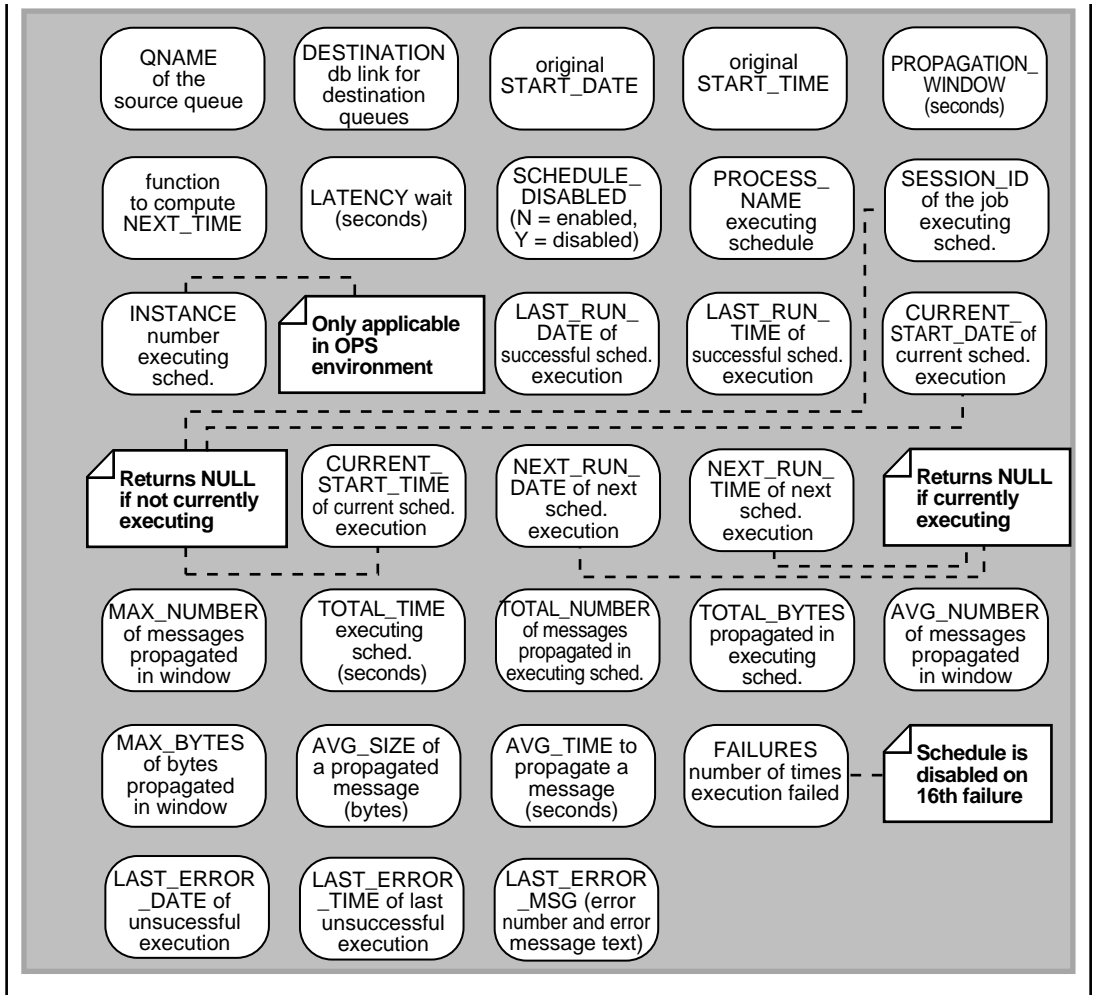 QNAME
of the
source queue
DESTINATION
db link for
destination
queues
original
START_DATE
original
START_TIME
PROPAGATION_
WINDOW
(seconds)
function
to compute
NEXT_TIME
LATENCY wait
(seconds)
SCHEDULE_
DISABLED
(N = enabled,
Y = disabled)
PROCESS_
NAME
executing
schedule
SESSION_ID
of the job
executing
sched.
INSTANCE
number
executing
sched.
Only applicable
in OPS
environment
LAST_RUN_
DATE of
successful sched.
execution
LAST_RUN_
TIME of
successful sched.
execution
CURRENT_
START_DATE of
current sched.
execution
Returns NULL
if not currently
executing
CURRENT_
START_TIME
of current sched.
execution
NEXT_RUN_
DATE of next
sched.
execution
NEXT_RUN_
TIME of next
sched.
execution
Returns NULL
if currently
executing
MAX_NUMBER
of messages
propagated
in window
TOTAL_TIME
executing
sched.
(seconds)
TOTAL_NUMBER
of messages
propagated in
executing sched.
TOTAL_BYTES
propagated in
executing
sched.
AVG_NUMBER
of messages
propagated
in window
MAX_BYTES
of bytes
propagated
in window
AVG_SIZE of
a propagated
message
(bytes)
AVG_TIME to
propagate a
message
(seconds)
FAILURES
number of times
execution failed
Schedule is
disabled on
16th failure
LAST_ERROR
_DATE of
unsucessful
execution
LAST_ERROR
_TIME of last
unsuccessful
execution
LAST_ERROR
_MSG (error
number and error
message text)